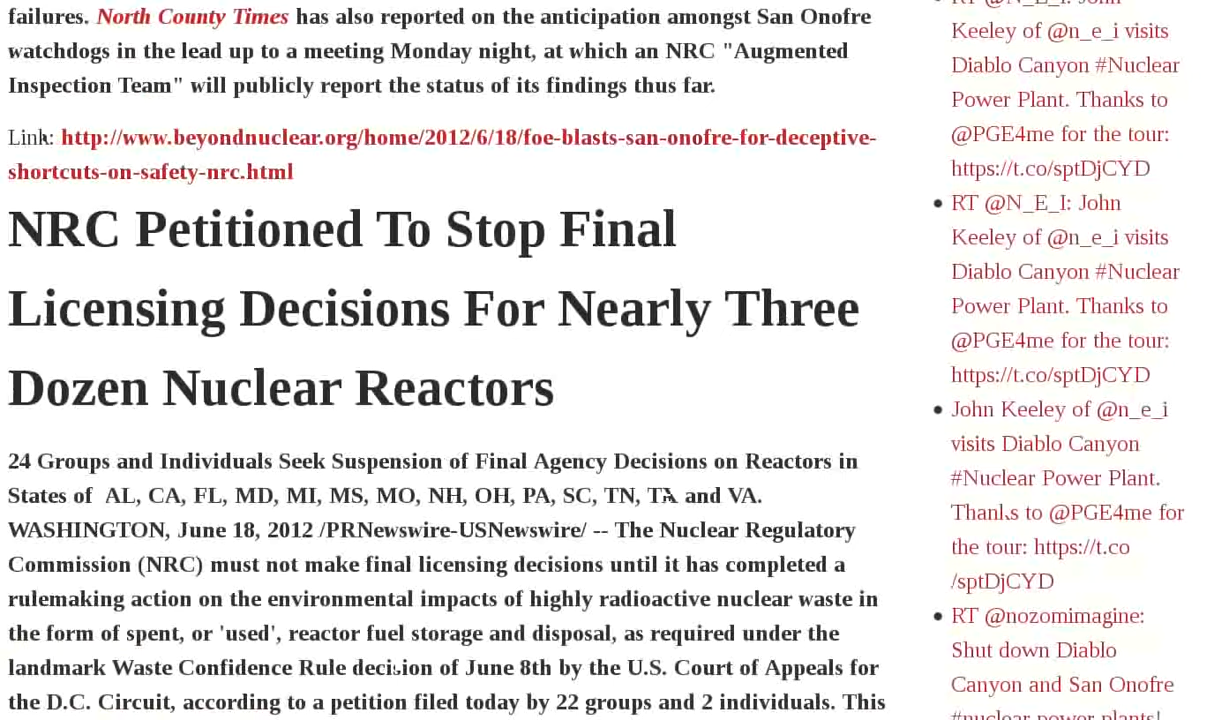 failures. North County Times has also reported on the anticipation amongst San Onofre
watchdogs in the lead up to a meeting Monday night, at which an NRC "Augmented
Inspection Team" will publicly report the status of its findings thus far.
Link: http://www.beyondnuclear.org/home/2012/6/18/foe-blasts-san-onofre-for-deceptive-
shortcuts-on-safety-nrc.html
NRC Petitioned To Stop Final
Licensing Decisions For Nearly Three
Dozen Nuclear Reactors
24 Groups and Individuals Seek Suspension of Final Agency Decisions on Reactors in
States of AL, CA, FL, MD, MI, MS, MO, NH, OH, PA, SC, TN, TX and VA.
WASHINGTON, June 18, 2012 /PRNewswire-USNewswire/ -- The Nuclear Regulatory
Commission (NRC) must not make final licensing decisions until it has completed a
rulemaking action on the environmental impacts of highly radioactive nuclear waste in
the form of spent, or 'used', reactor fuel storage and disposal, as required under the
landmark Waste Confidence Rule decision of June 8th by the U.S. Court of Appeals for
the D.C. Circuit, according to a petition filed today by 22 groups and 2 individuals. This
RT @N_E_I: John
Keeley of @n_e_i visits
Diablo Canyon #Nuclear
Power Plant. Thanks to
@PGE4me for the tour:
https://t.co/sptDjCYD
RT @N_E_I: John
Keeley of @n_e_i visits
Diablo Canyon #Nuclear
Power Plant. Thanks to
@PGE4me for the tour:
https://t.co/sptDjCYD
John Keeley of @n_e_i
visits Diablo Canyon
#Nuclear Power Plant.
Thanks to @PGE4me for
the tour: https://t.co
/sptDjCYD
RT @nozomimagine:
Shut down Diablo
Canyon and San Onofre
#nuclear power plants!